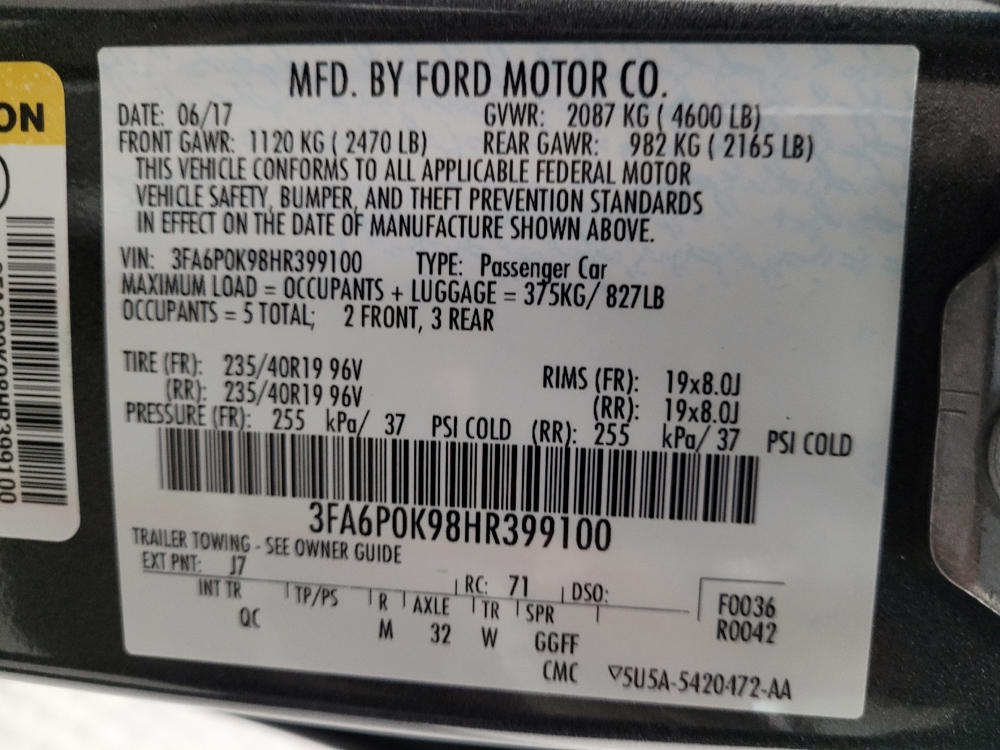 MFD. BY FORD MOTOR CO.
DATE: 06/17 GVWR: 2087 KG ( 4600 LB)
FRONT GAWR: 1120 KG ( 2470 LB) REAR GAWR: 982 KG ( 2165 LB)
THIS VEHICLE CONFORMS TO ALL APPLICABLE FEDERAL MOTOR
VEHICLE SAFETY, BUMPER, AND THEFT PREVENTION STANDARDS
IN EFFECT ON THE DATE OF MANUFACTURE SHOWN ABOVE.
VIN: 3FA6P0K98HR399100 TYPE: Passenger Car
MAXIMUM LOAD = OCCUPANTS + LUGGAGE = 375KG/ 827LB
OCCUPANTS = 5 TOTAL; 2 FRONT, 3 REAR
TIRE (FR): 235/40R19 96V RIMS (FR): 19x8.0J
(RR): 235/40R19 96V (RR): 19x8.0J
PRESSURE (FR): 255 kPa/ 37 PSI COLD (RR): 255 kPa/ 37 PSI COLD
3FA6P0K98HR399100
TRAILER TOWING - SEE OWNER GUIDE
EXT PNT: J7 RC: 71 DSO:
INT TR TP/PS R AXLE TR SPR F0036
QC M 32 W GGFF R0042
CMC ▽5U5A-5420472-AA
ON